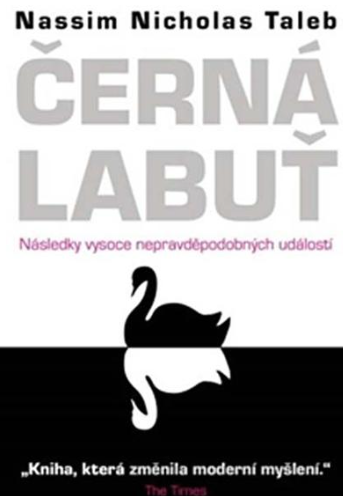 Nassim Nicholas Taleb
ČERNÁ
LABUŤ
Následky vysoce nepravděpodobných událostí
„Kniha, která změnila moderní myšlení.“
The Times